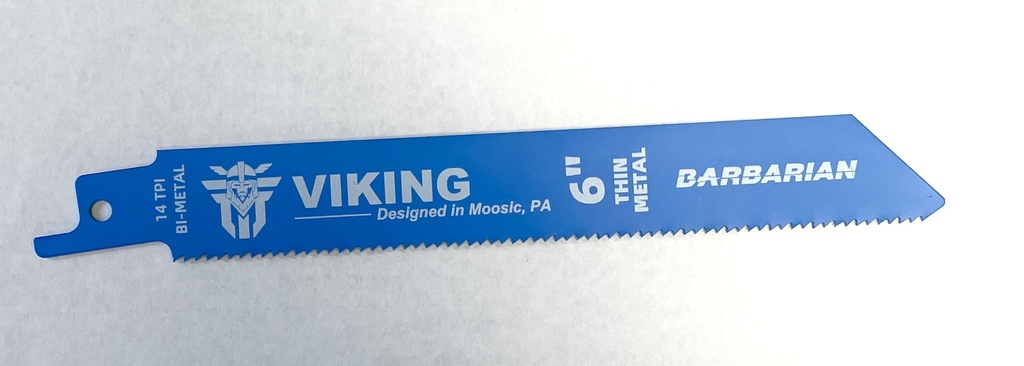 14 TPI
BI-METAL
VIKING
Designed in Moosic, PA
6"
THIN
METAL
BARBARIAN